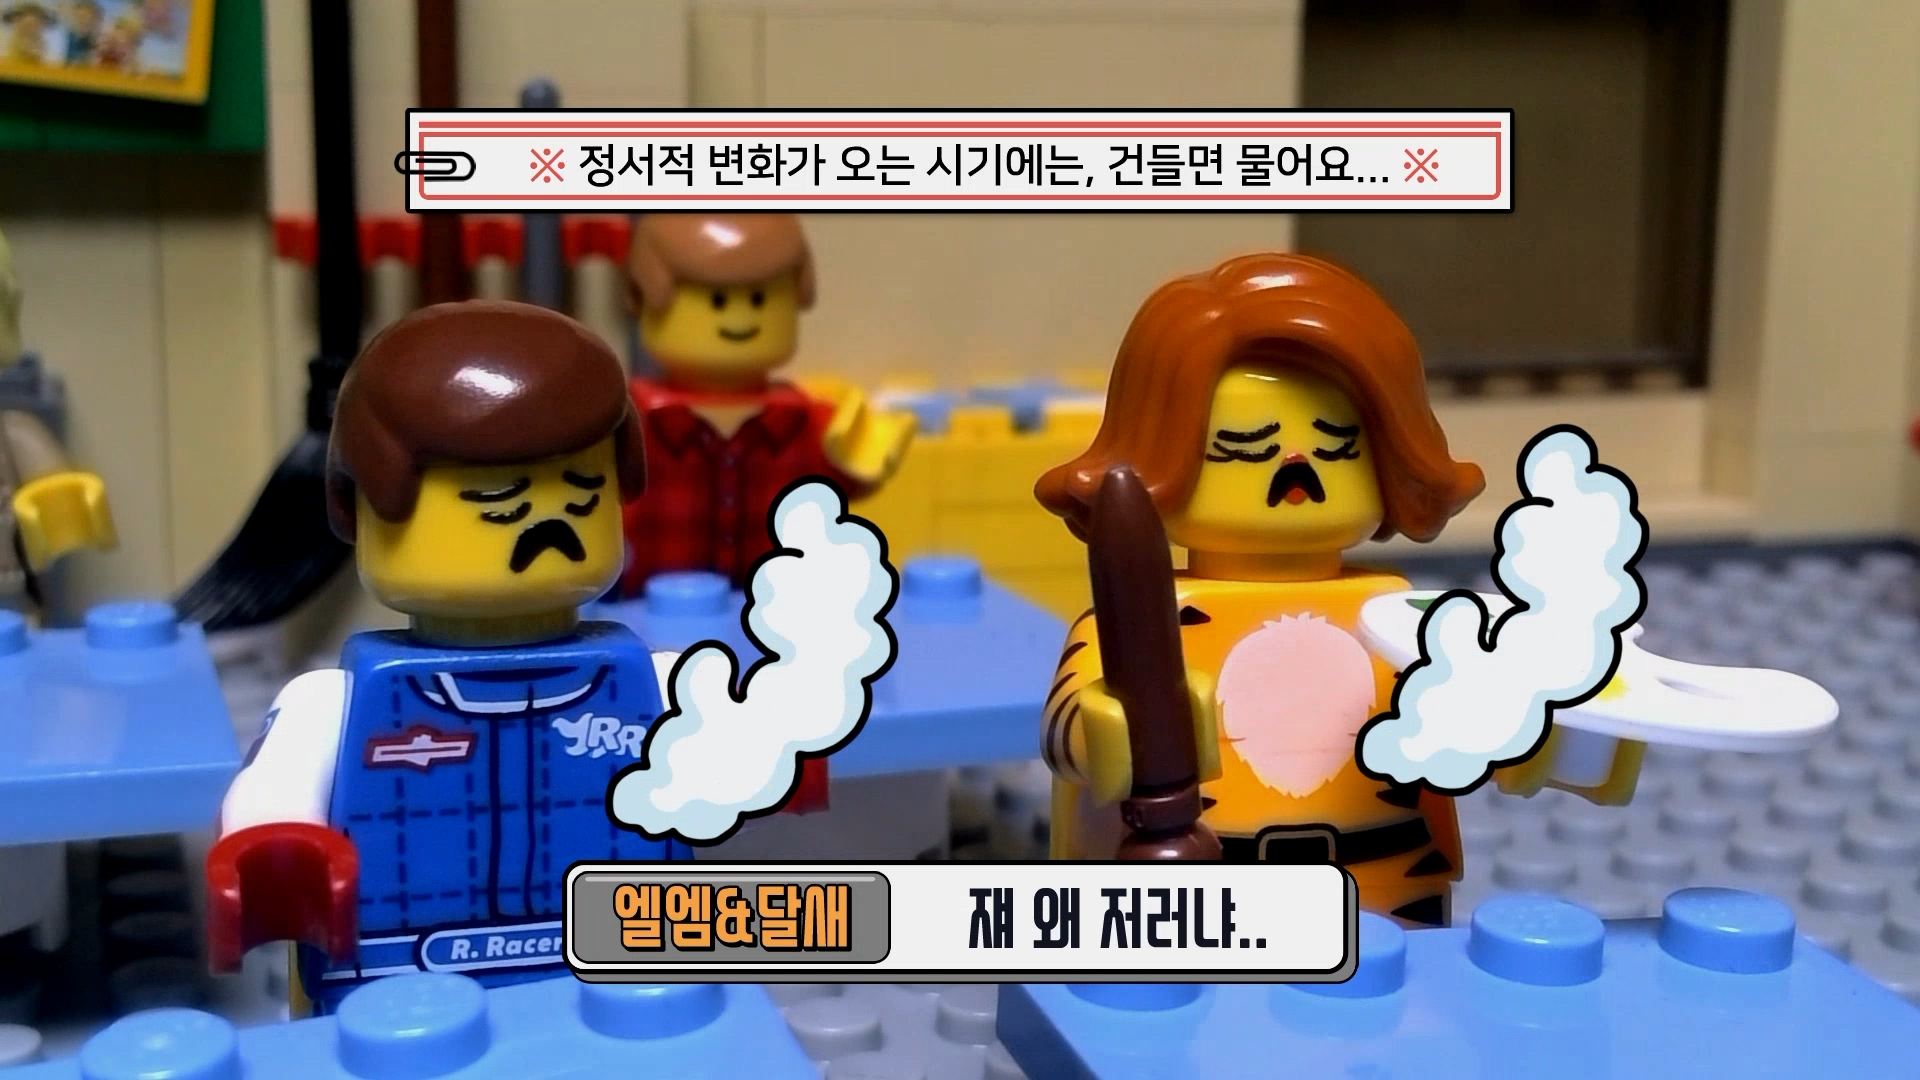 ※ 정서적 변화가 오는 시기에는, 건들면 물어요... ※
YRR
R. Racer
엘엠&달새 쟤 왜 저러냐..